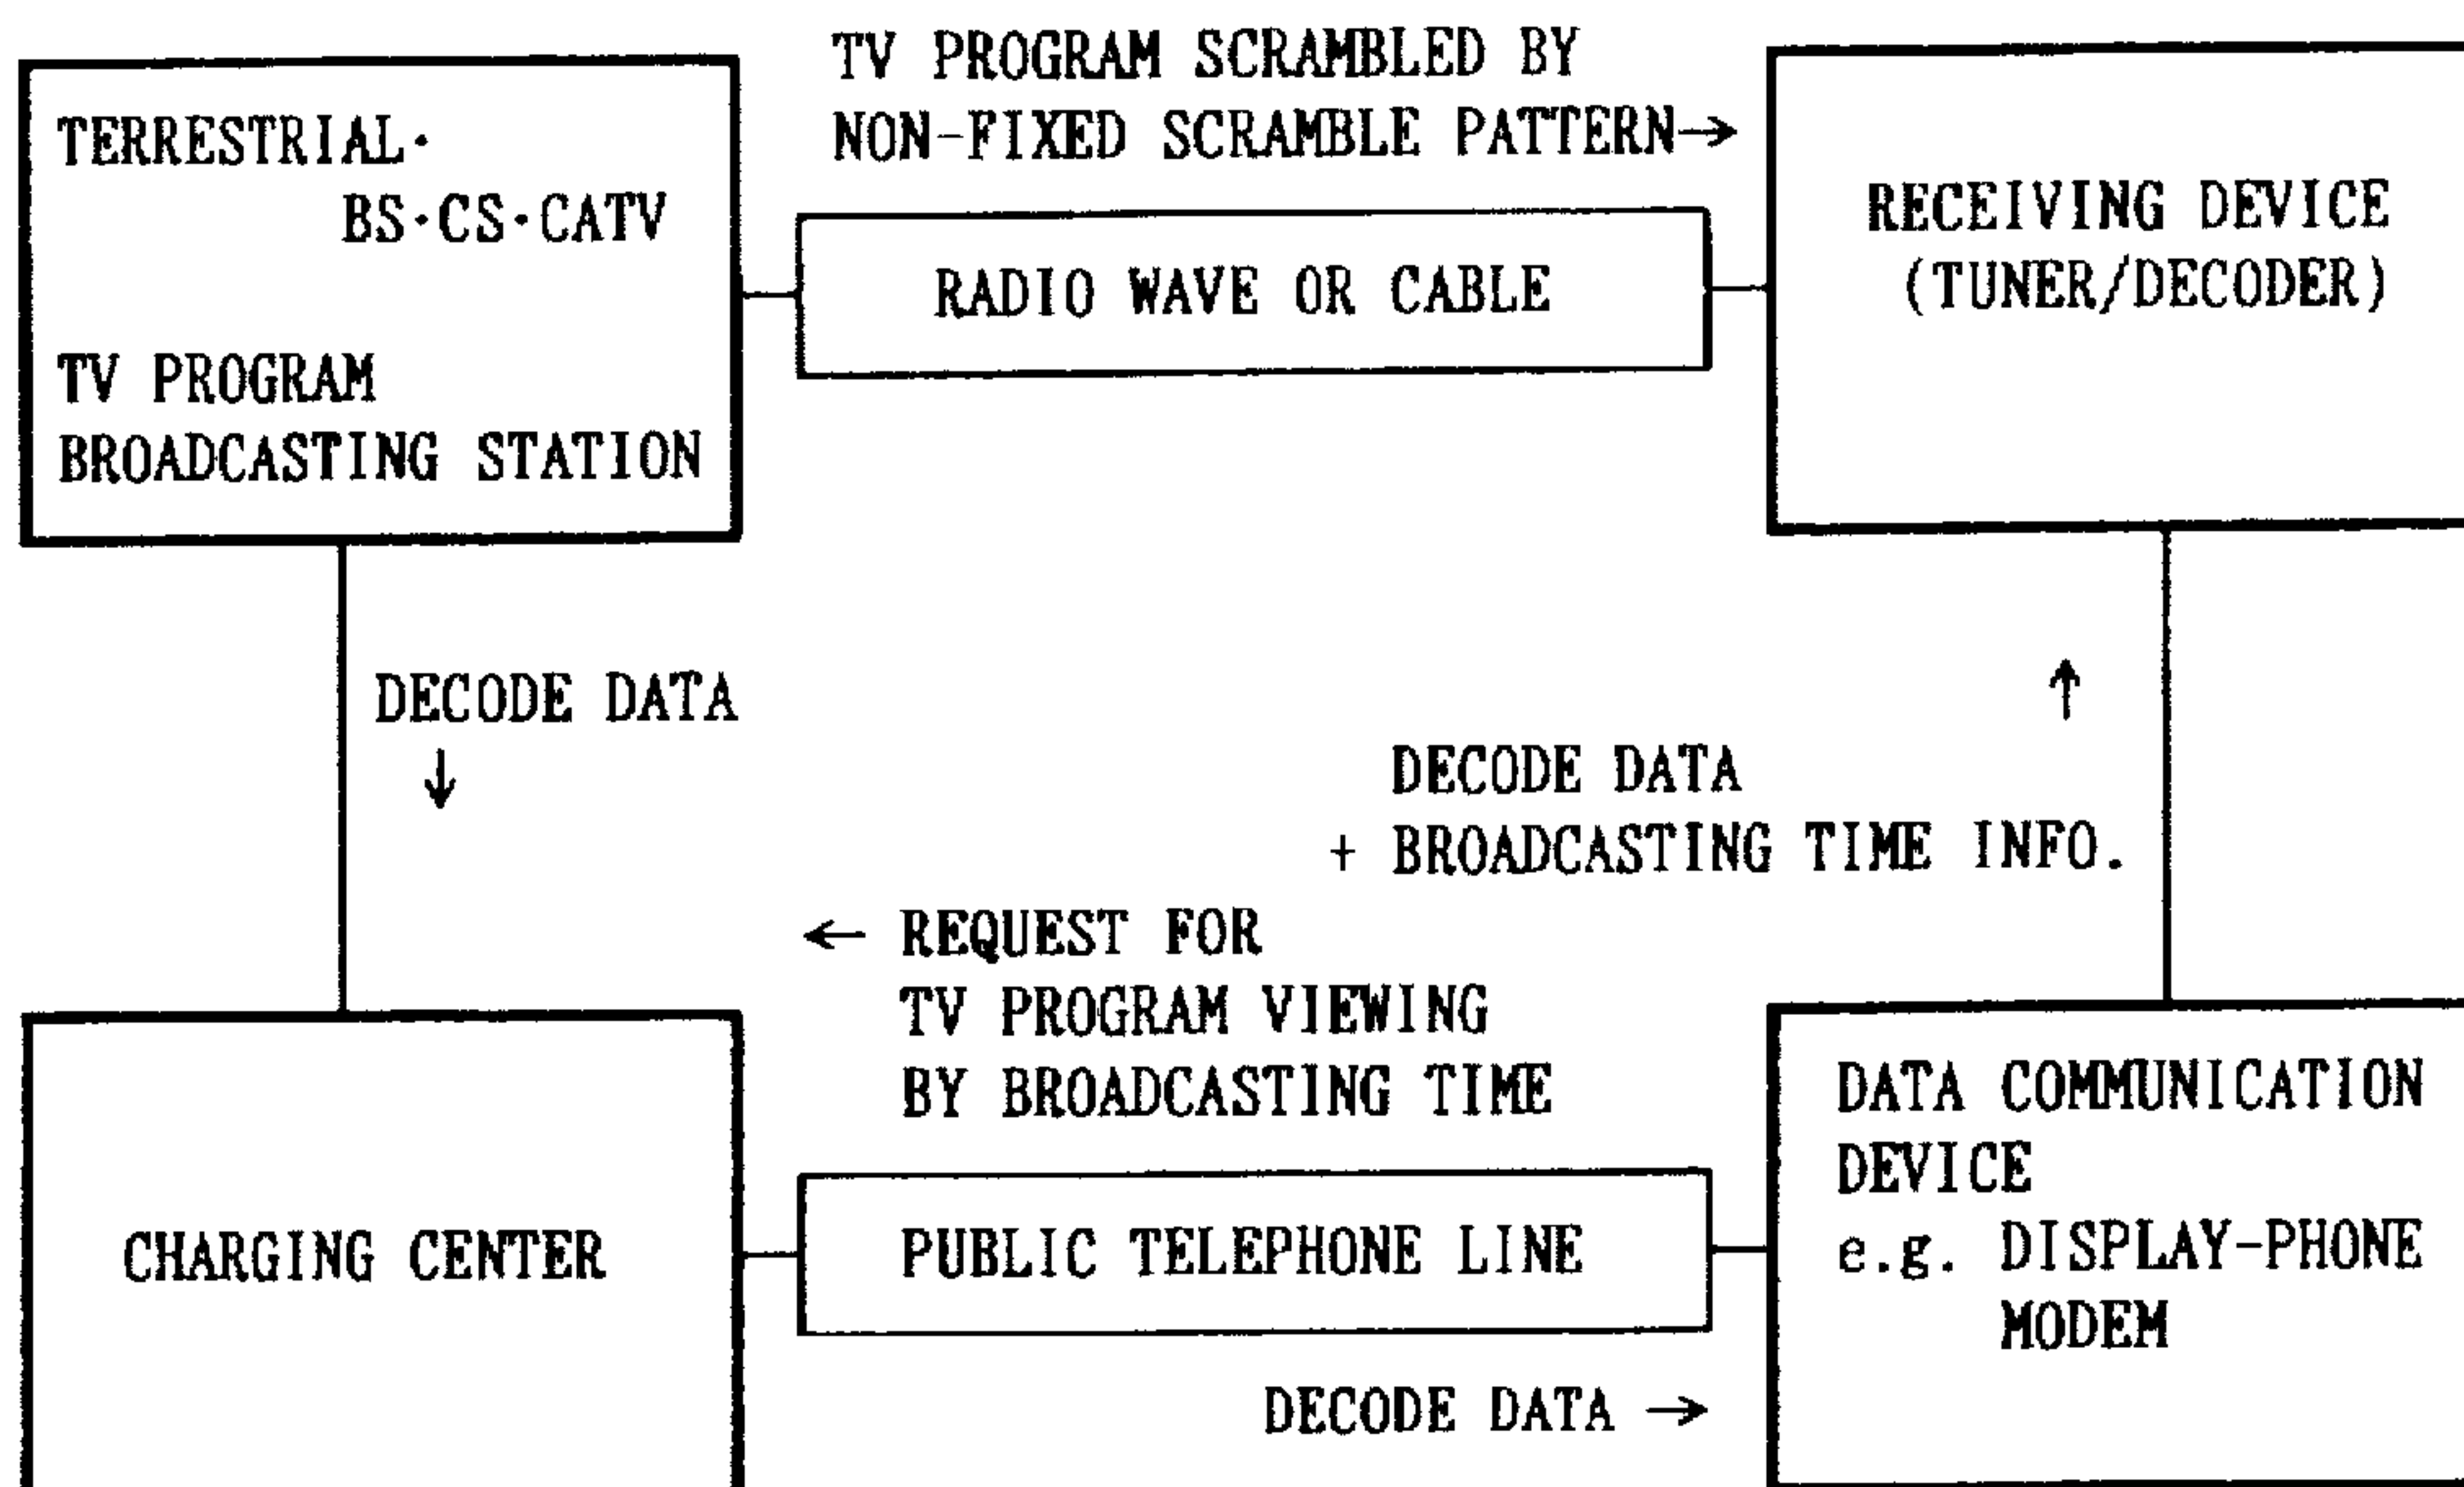 TERRESTRIAL·
BS·CS·CATV
TV PROGRAM
BROADCASTING STATION
TV PROGRAM SCRAMBLED BY
NON-FIXED SCRAMBLE PATTERN→
RADIO WAVE OR CABLE
RECEIVING DEVICE
(TUNER/DECODER)
DECODE DATA
↓
↑
DECODE DATA
+ BROADCASTING TIME INFO.
← REQUEST FOR
TV PROGRAM VIEWING
BY BROADCASTING TIME
CHARGING CENTER
PUBLIC TELEPHONE LINE
DECODE DATA →
DATA COMMUNICATION
DEVICE
e.g. DISPLAY-PHONE
MODEM